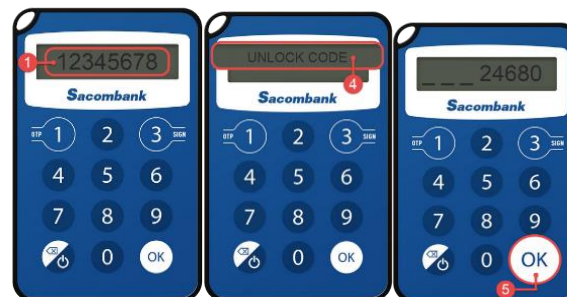 1 12345678
Sacombank
OTP 1 2 3 SIGN
4 5 6
7 8 9
0 OK
UNLOCK CODE
4
Sacombank
OTP 1 2 3 SIGN
4 5 6
7 8 9
0 OK
_ _ _ 24680
Sacombank
OTP 1 2 3 SIGN
4 5 6
7 8 9
0 OK
5